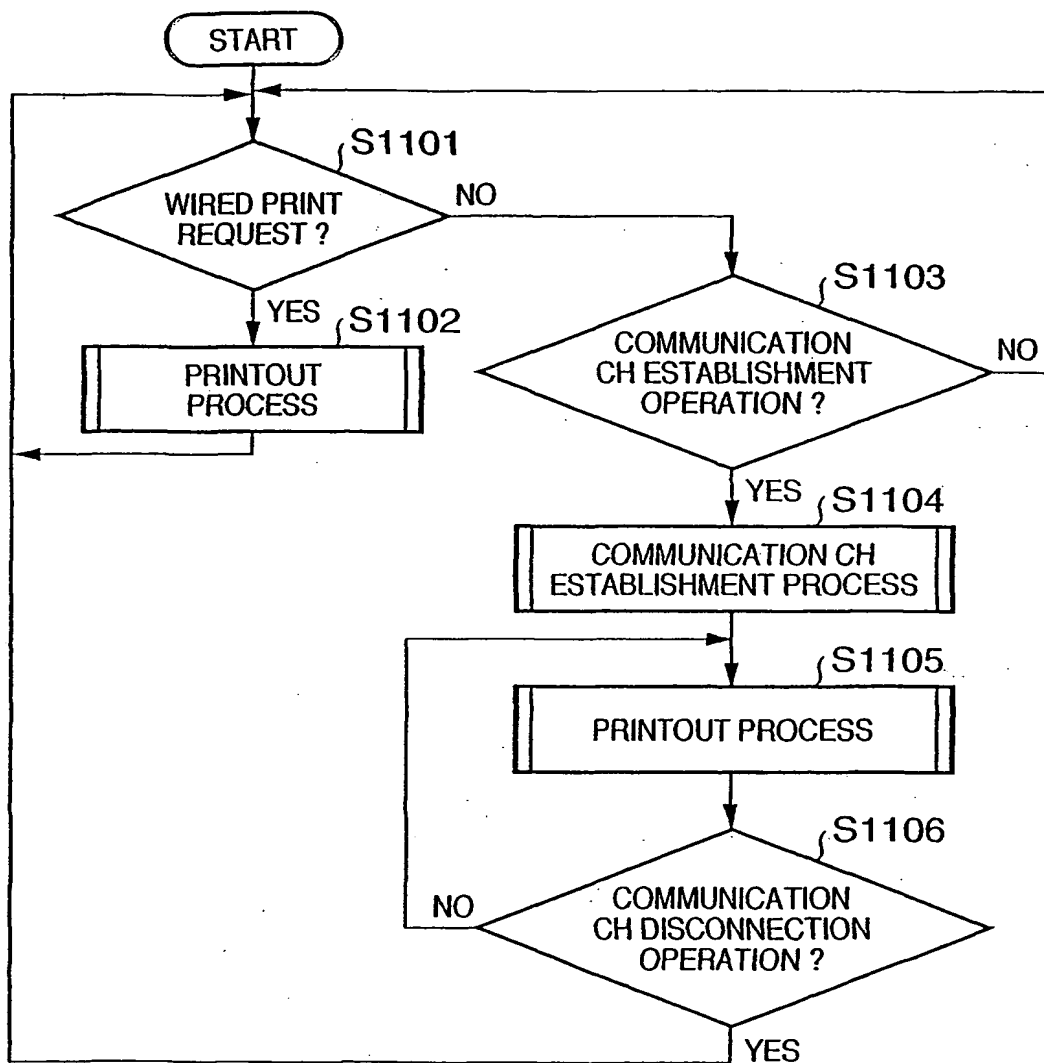 START
S1101
WIRED PRINT
REQUEST ?
NO
YES
S1102
PRINTOUT
PROCESS
S1103
COMMUNICATION
CH ESTABLISHMENT
OPERATION ?
NO
YES
S1104
COMMUNICATION CH
ESTABLISHMENT PROCESS
S1105
PRINTOUT PROCESS
S1106
COMMUNICATION
CH DISCONNECTION
OPERATION ?
NO
YES